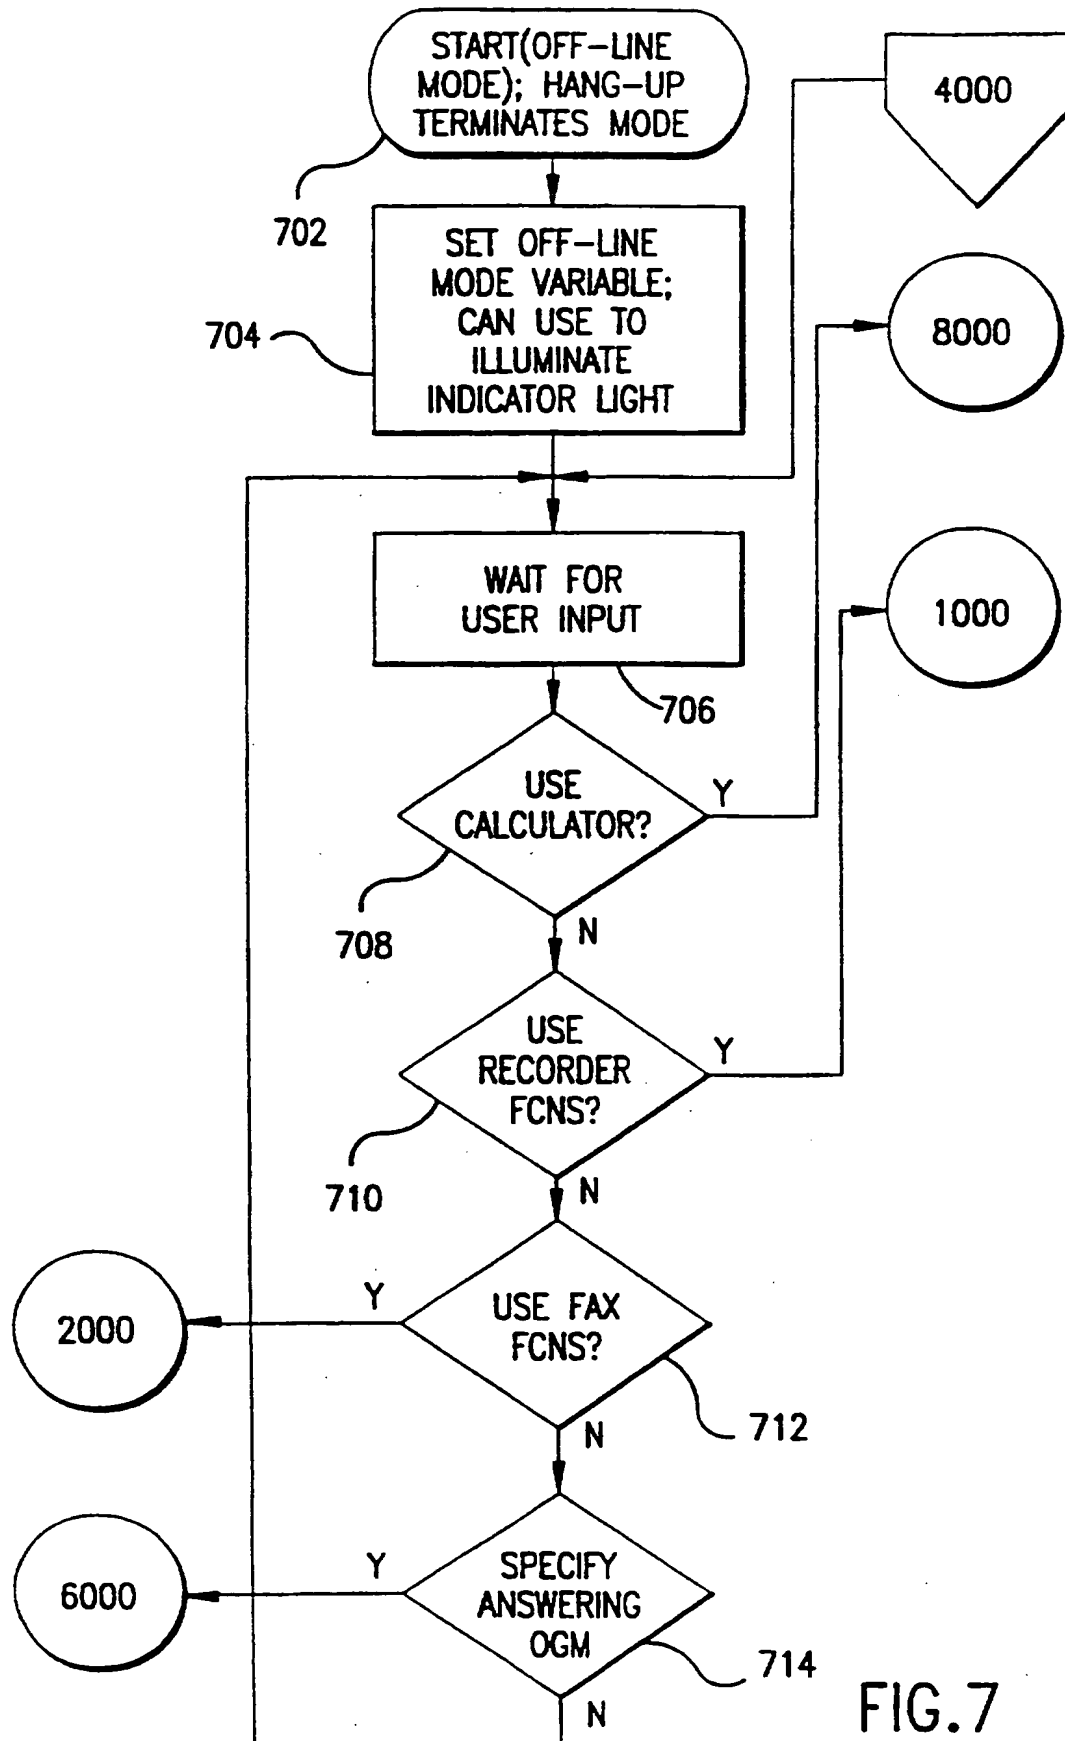 START(OFF-LINE
MODE); HANG-UP
TERMINATES MODE
702
4000
SET OFF-LINE
MODE VARIABLE;
CAN USE TO
ILLUMINATE
INDICATOR LIGHT
704
8000
WAIT FOR
USER INPUT
706
1000
USE
CALCULATOR?
Y
708
N
USE
RECORDER
FCNS?
Y
710
N
USE FAX
FCNS?
Y
2000
712
N
SPECIFY
ANSWERING
OGM
Y
6000
714
N
FIG.7